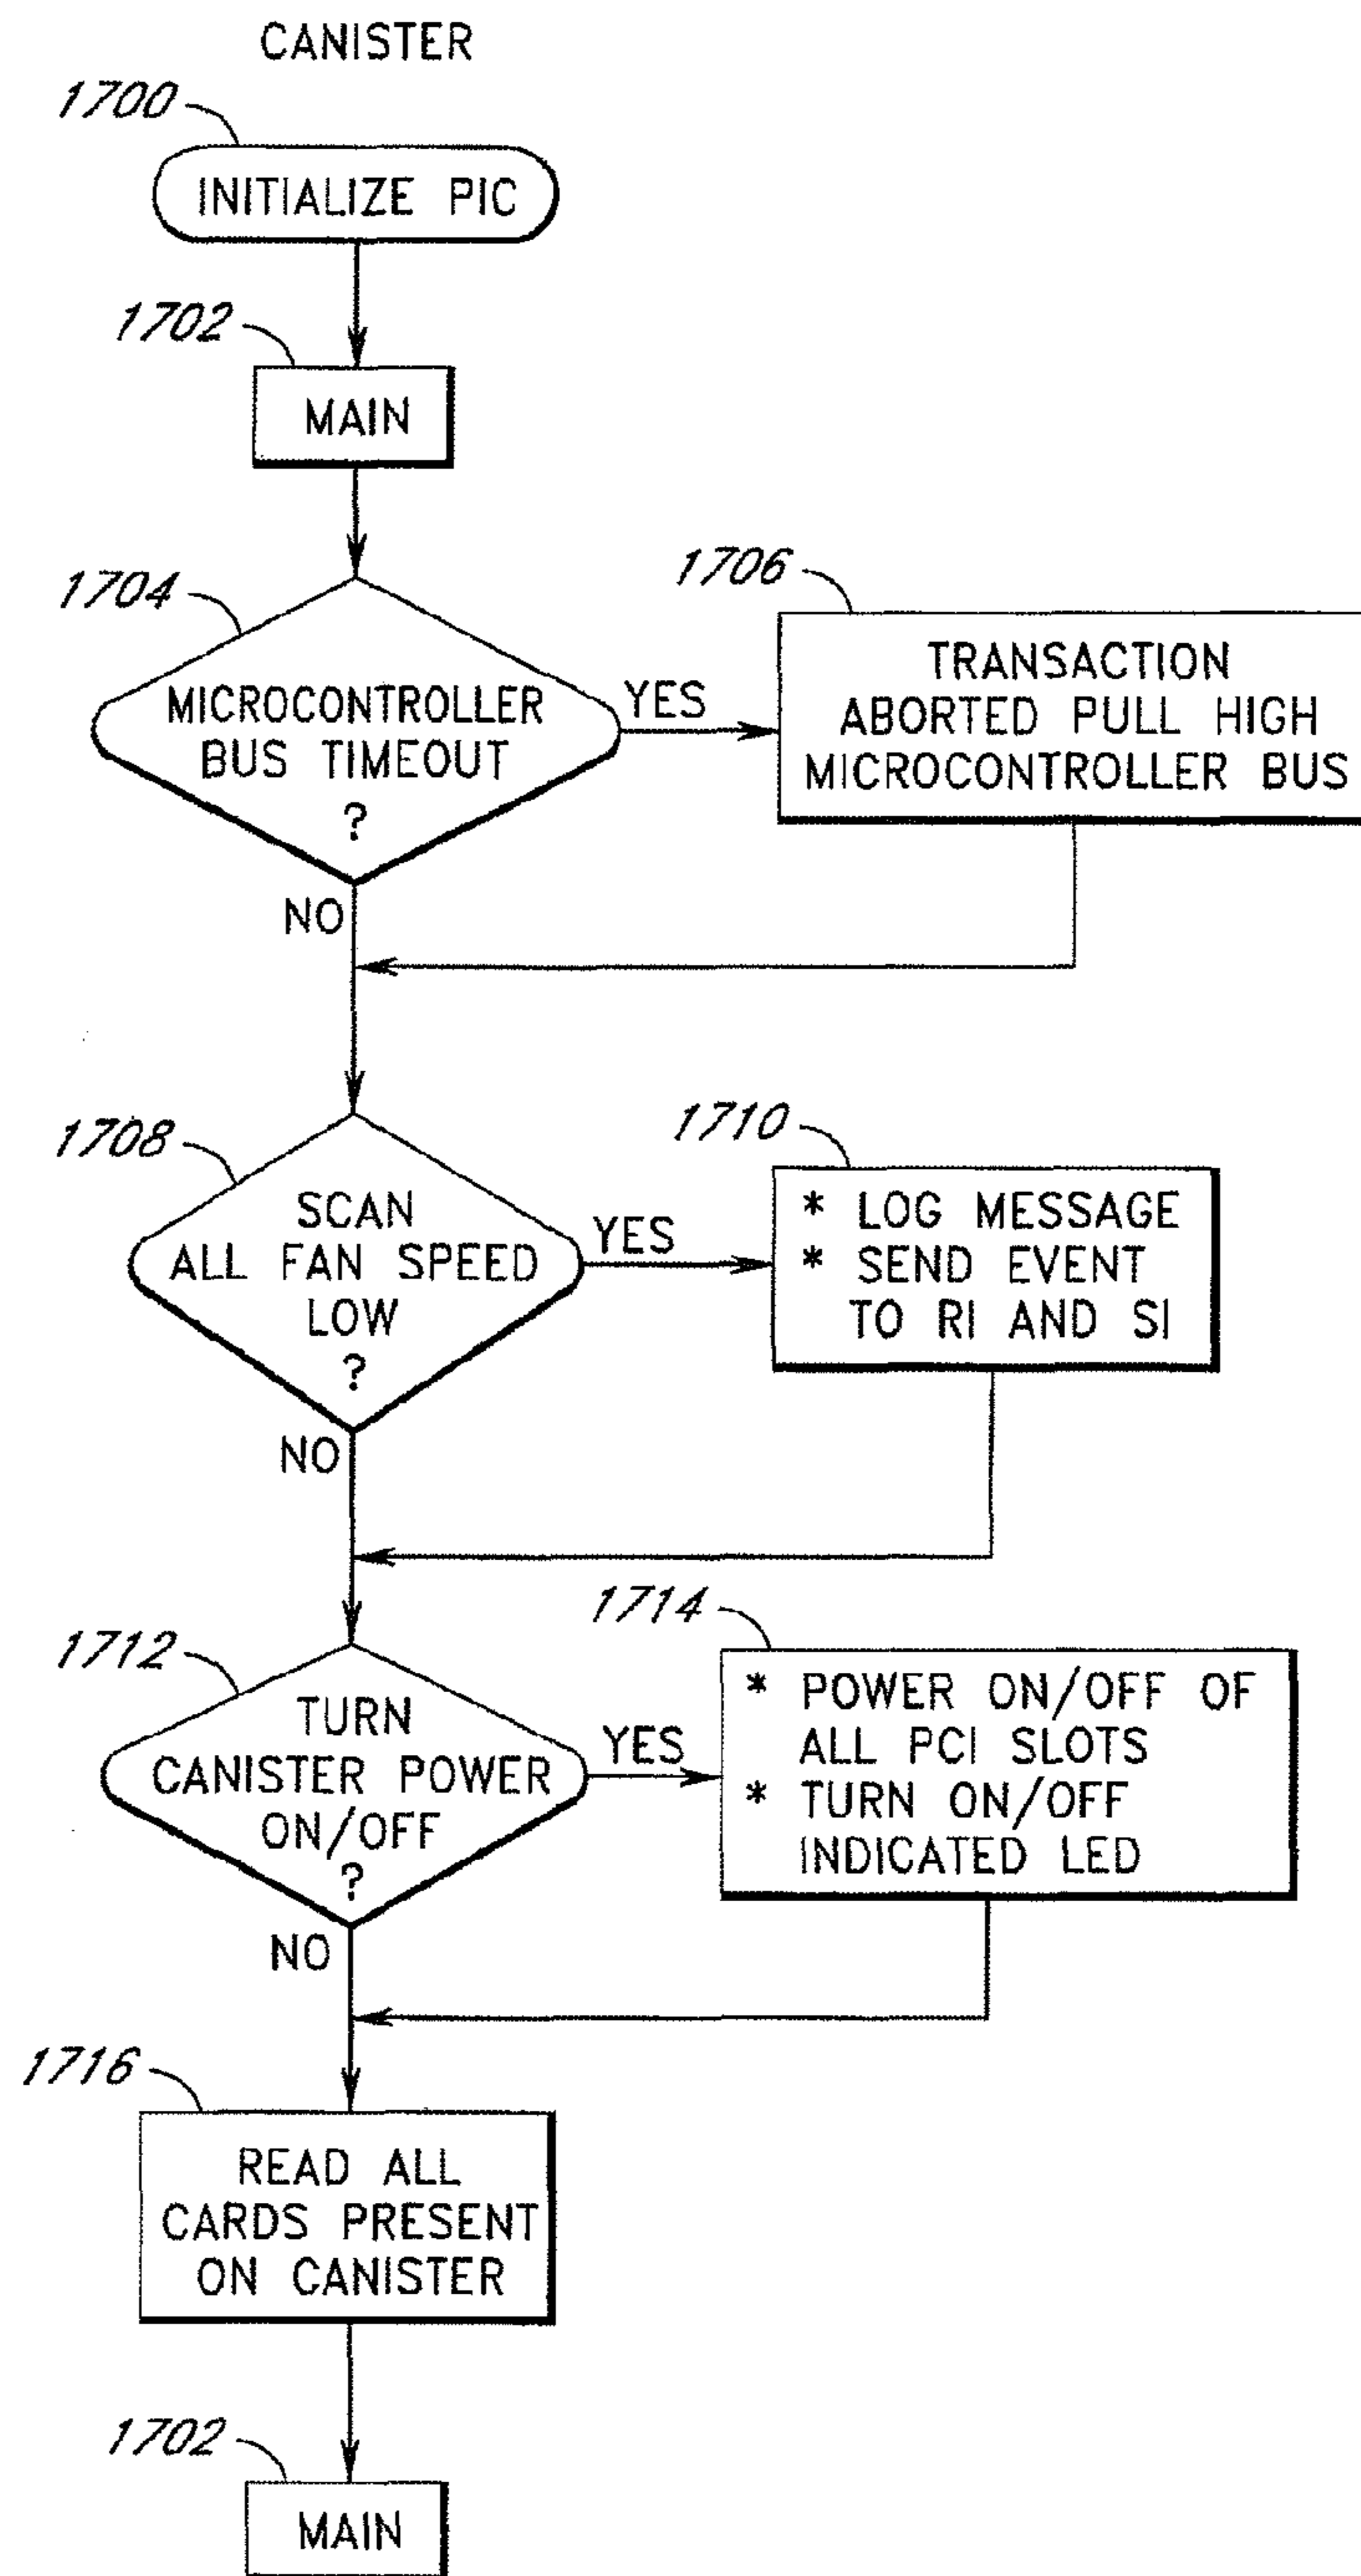 CANISTER
1700
INITIALIZE PIC
1702
MAIN
1704
MICROCONTROLLER
BUS TIMEOUT
?
YES
NO
1706
TRANSACTION
ABORTED PULL HIGH
MICROCONTROLLER BUS
1708
SCAN
ALL FAN SPEED
LOW
?
YES
NO
1710
* LOG MESSAGE
* SEND EVENT
TO RI AND SI
1712
TURN
CANISTER POWER
ON/OFF
?
YES
NO
1714
* POWER ON/OFF OF
ALL PCI SLOTS
* TURN ON/OFF
INDICATED LED
1716
READ ALL
CARDS PRESENT
ON CANISTER
1702
MAIN